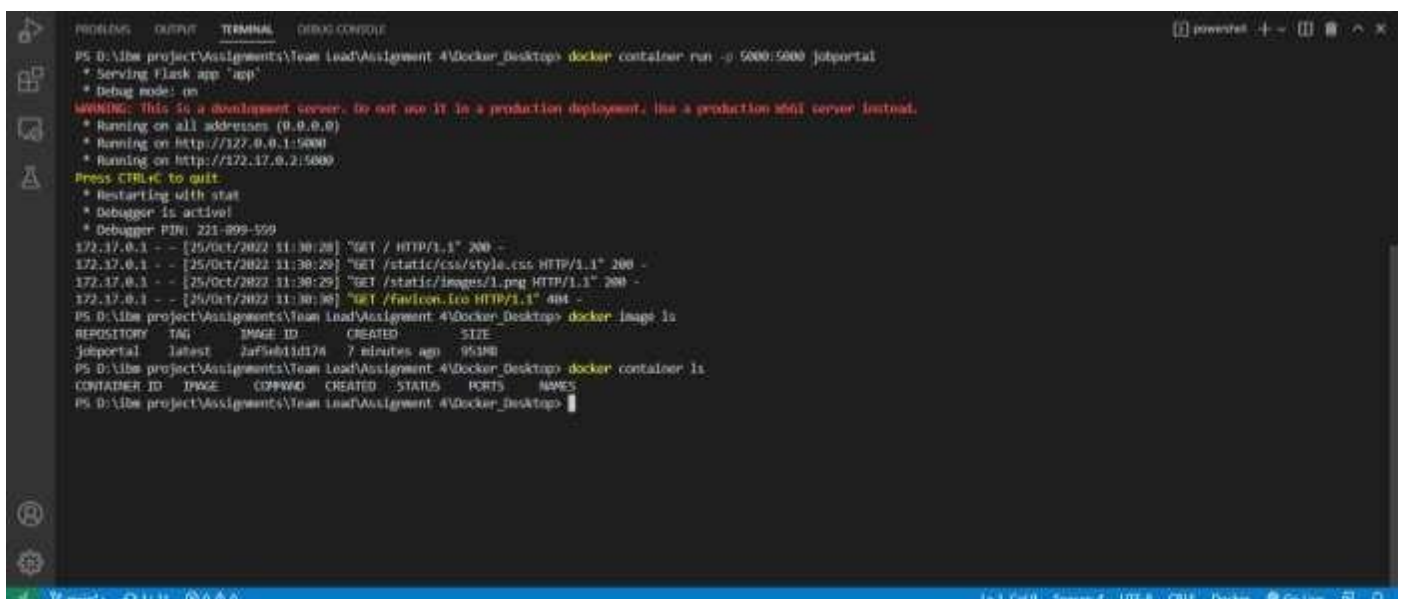 PROBLEMS OUTPUT TERMINAL DEBUG CONSOLE powershell
PS D:\ibm project\Assignments\Team Lead\Assignment 4\Docker_Desktop> docker container run -p 5000:5000 jobportal
* Serving Flask app 'app'
* Debug mode: on
WARNING: This is a development server. Do not use it in a production deployment. Use a production WSGI server instead.
* Running on all addresses (0.0.0.0)
* Running on http://127.0.0.1:5000
* Running on http://172.17.0.2:5000
Press CTRL+C to quit
* Restarting with stat
* Debugger is active!
* Debugger PIN: 221-899-559
172.17.0.1 - - [25/Oct/2022 11:30:28] "GET / HTTP/1.1" 200 -
172.17.0.1 - - [25/Oct/2022 11:30:29] "GET /static/css/style.css HTTP/1.1" 200 -
172.17.0.1 - - [25/Oct/2022 11:30:29] "GET /static/images/1.png HTTP/1.1" 200 -
172.17.0.1 - - [25/Oct/2022 11:30:30] "GET /favicon.ico HTTP/1.1" 404 -
PS D:\ibm project\Assignments\Team Lead\Assignment 4\Docker_Desktop> docker image ls
REPOSITORY TAG IMAGE ID CREATED SIZE
jobportal latest 7 minutes ago 951MB
PS D:\ibm project\Assignments\Team Lead\Assignment 4\Docker_Desktop> docker container ls
CONTAINER ID IMAGE COMMAND CREATED STATUS PORTS NAMES
PS D:\ibm project\Assignments\Team Lead\Assignment 4\Docker_Desktop>